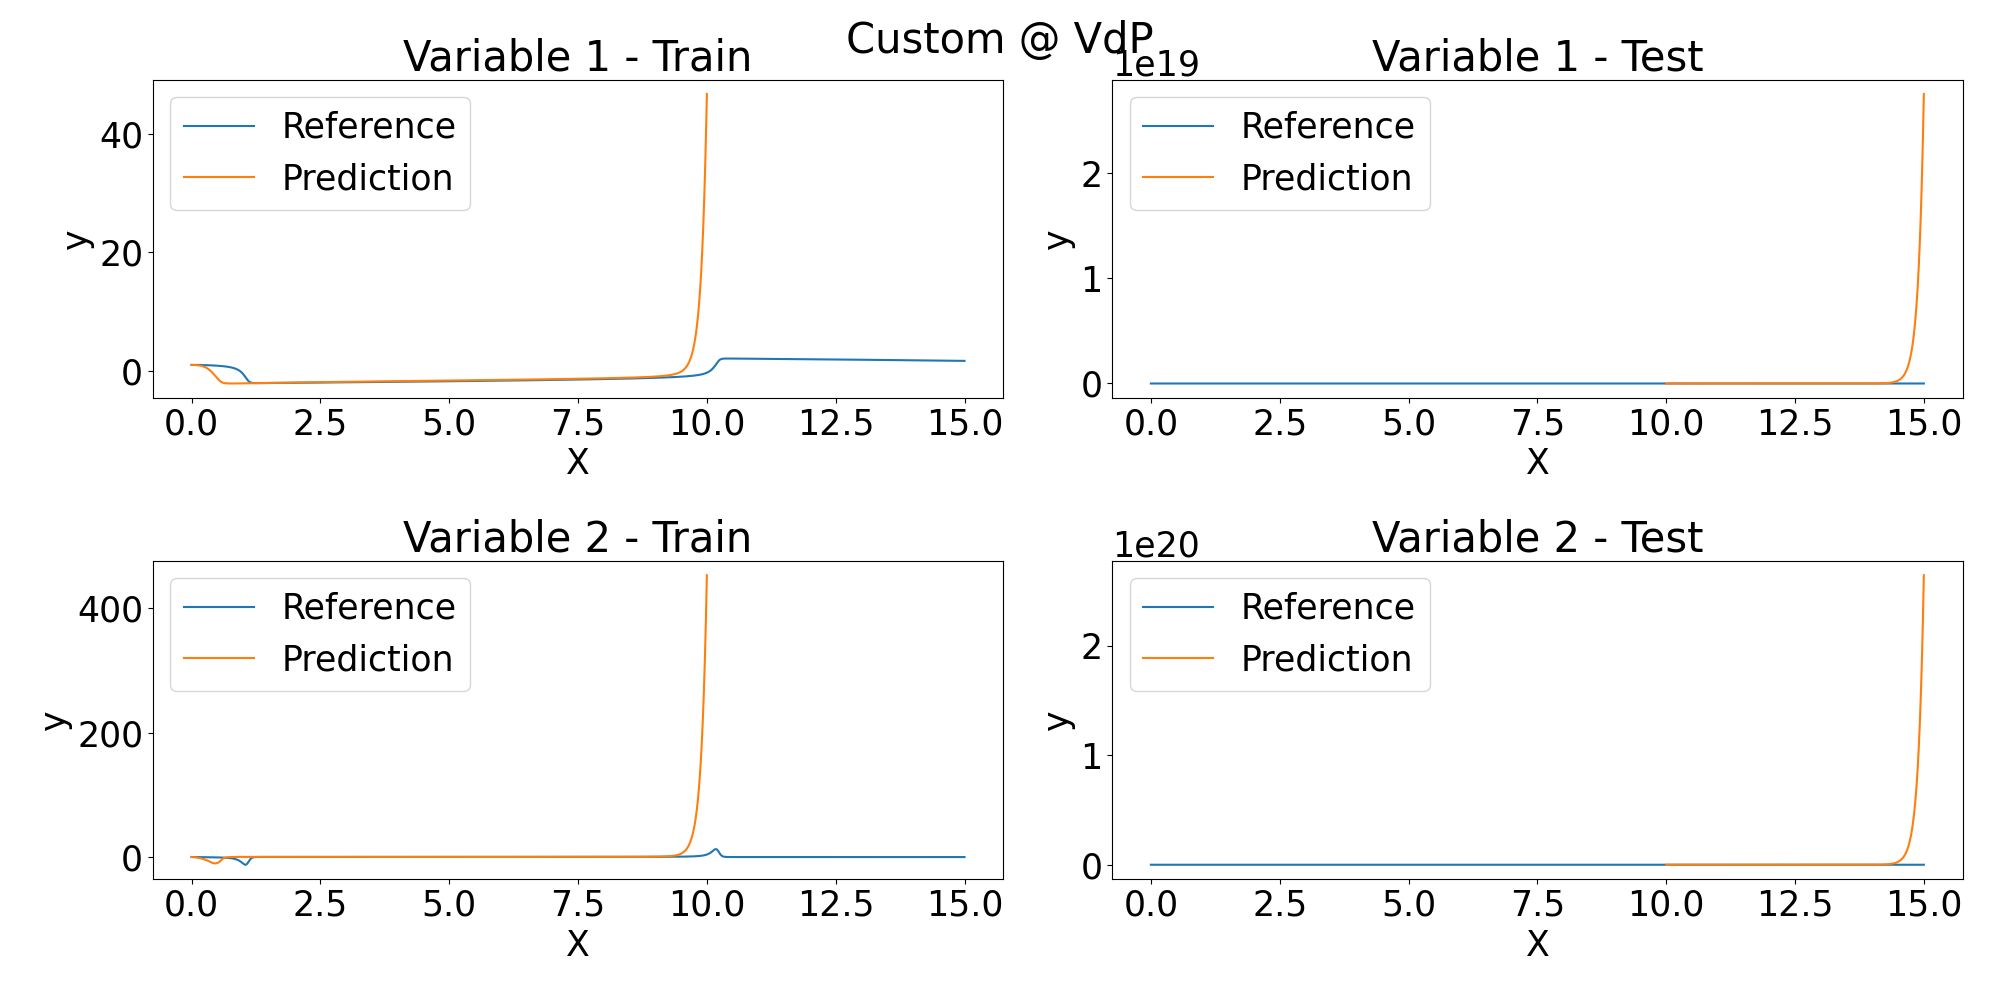 Custom @ VdP
Variable 1 - Train
Reference
Prediction
40
20
0
y
0.0 2.5 5.0 7.5 10.0 12.5 15.0
X
Variable 1 - Test
1e19
Reference
Prediction
2
1
0
y
0.0 2.5 5.0 7.5 10.0 12.5 15.0
X
Variable 2 - Train
Reference
Prediction
400
200
0
y
0.0 2.5 5.0 7.5 10.0 12.5 15.0
X
Variable 2 - Test
1e20
Reference
Prediction
2
1
0
y
0.0 2.5 5.0 7.5 10.0 12.5 15.0
X